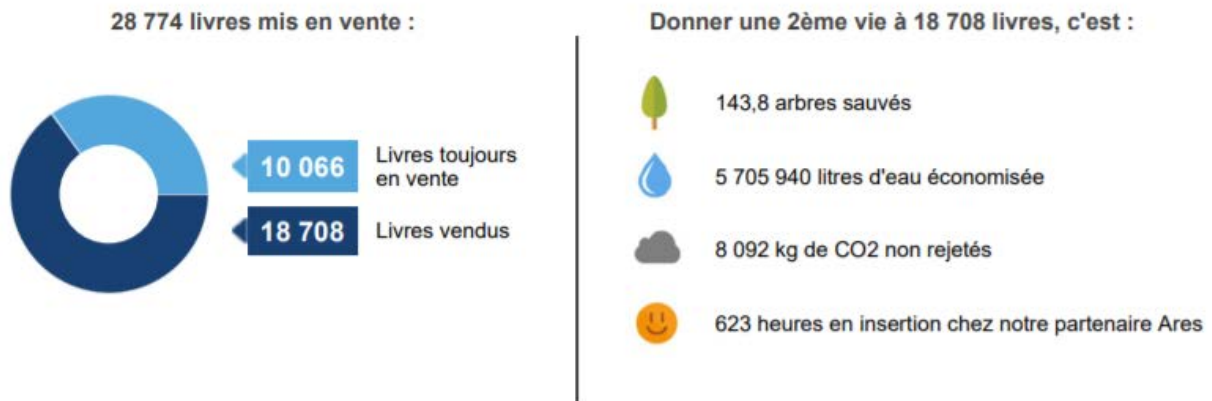 28 774 livres mis en vente :
10 066
Livres toujours
en vente
18 708
Livres vendus
Donner une 2ème vie à 18 708 livres, c'est :
143,8 arbres sauvés
5 705 940 litres d'eau économisée
8 092 kg de CO2 non rejetés
623 heures en insertion chez notre partenaire Ares